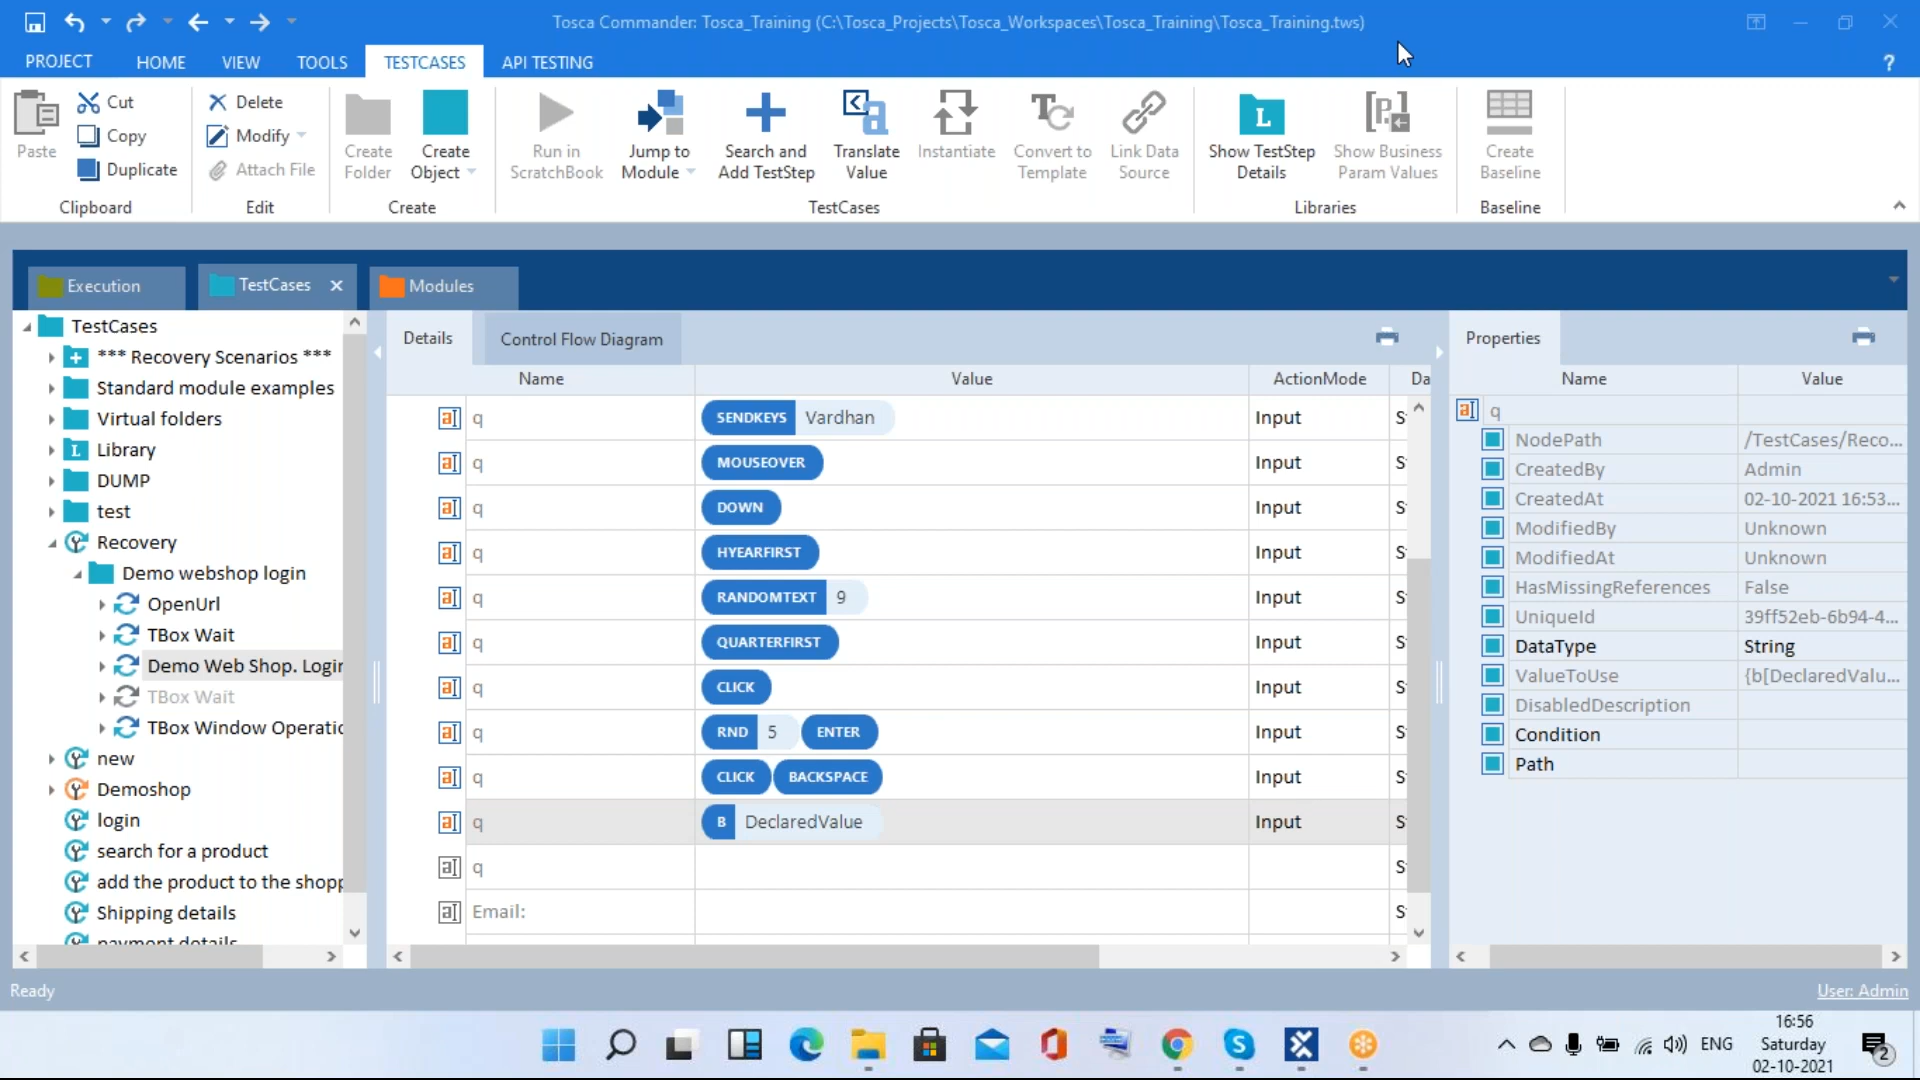 Tosca Commander: Tosca_Training (C:\Tosca_Projects\Tosca_Workspaces\Tosca_Training\Tosca_Training.tws)
PROJECT HOME VIEW TOOLS TESTCASES API TESTING ?
Cut Delete
Copy Modify
Duplicate Attach File
Paste
Create Folder
Create Object
Run in ScratchBook
Jump to Module
Search and Add TestStep
Translate Value
Instantiate
Convert to Template
Link Data Source
Show TestStep Details
Show Business Param Values
Create Baseline
Clipboard Edit Create TestCases Libraries Baseline
Execution TestCases Modules
TestCases
*** Recovery Scenarios ***
Standard module examples
Virtual folders
L Library
DUMP
test
Recovery
Demo webshop login
OpenUrl
TBox Wait
Demo Web Shop. Login
TBox Wait
TBox Window Operatio
new
Demoshop
login
search for a product
add the product to the shopp
Shipping details
payment details
Details Control Flow Diagram
Name Value ActionMode Da
q SENDKEYS Vardhan Input S
q MOUSEOVER Input S
q DOWN Input S
q HYEARFIRST Input S
q RANDOMTEXT 9 Input S
q QUARTERFIRST Input S
q CLICK Input S
q RND 5 ENTER Input S
q CLICK BACKSPACE Input S
q B DeclaredValue Input S
q S
Email: S
Properties
Name Value
q
NodePath /TestCases/Reco...
CreatedBy Admin
CreatedAt 02-10-2021 16:53...
ModifiedBy Unknown
ModifiedAt Unknown
HasMissingReferences False
UniqueId 39ff52eb-6b94-4...
DataType String
ValueToUse {b[DeclaredValu...
DisabledDescription
Condition
Path
Ready User: Admin
ENG
16:56
Saturday
02-10-2021
2